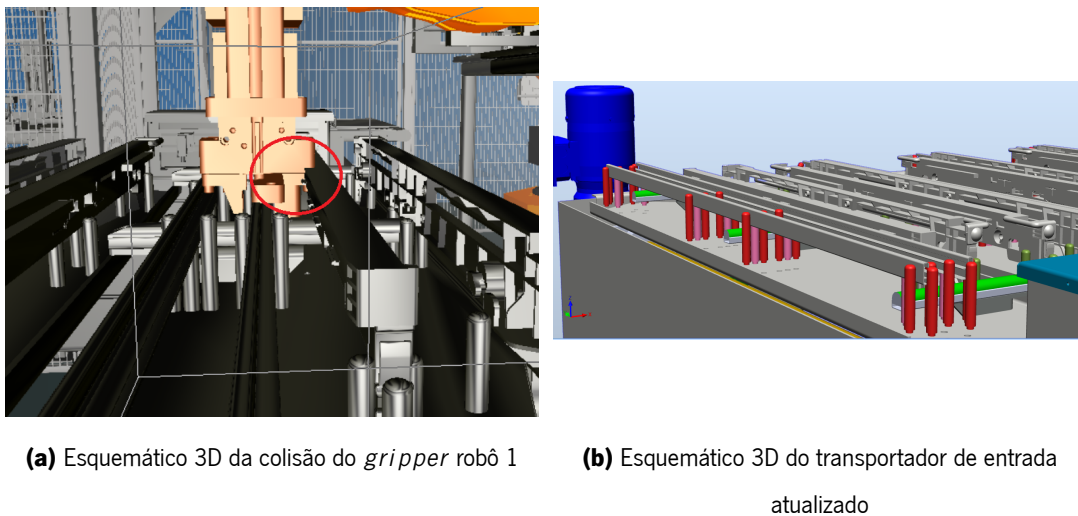 (a) Esquemático 3D da colisão do gripper robô 1
(b) Esquemático 3D do transportador de entrada
atualizado